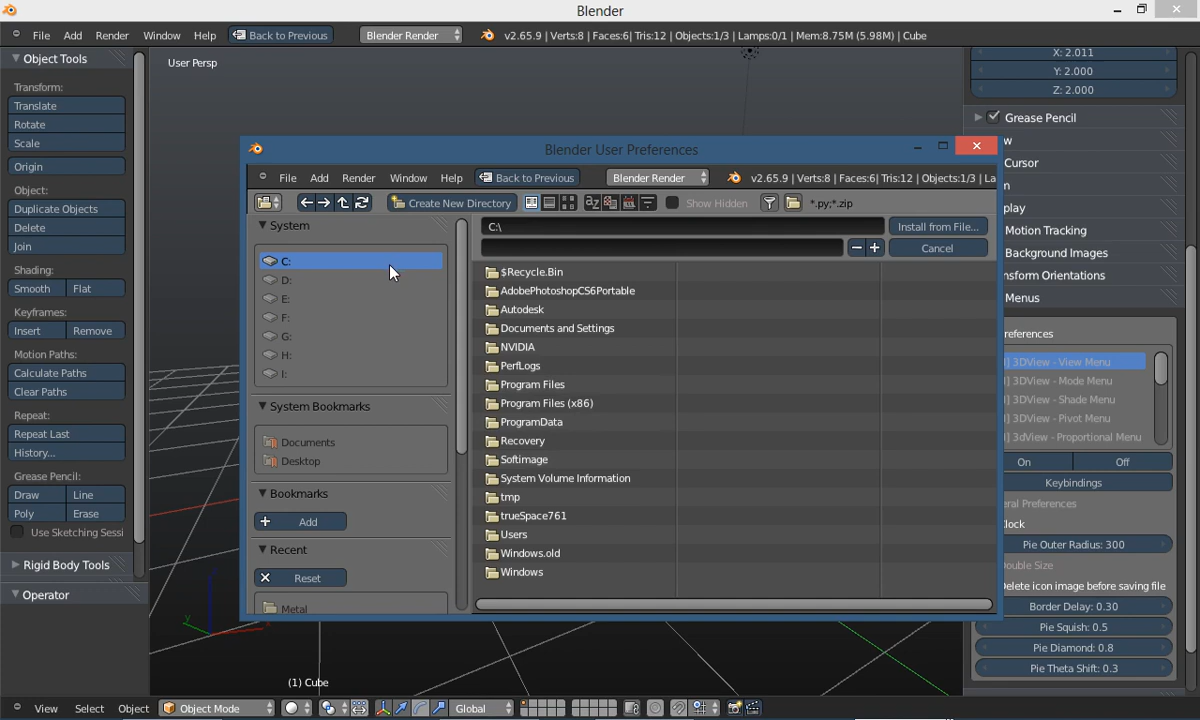 Blender
File Add Render Window Help Back to Previous Blender Render v2.65.9 | Verts:8 | Faces:6| Tris:12 | Objects:1/3 | Lamps:0/1 | Mem:8.75M (5.98M) | Cube
Object Tools
Transform:
Translate
Rotate
Scale
Origin
Object:
Duplicate Objects
Delete
Join
Shading:
Smooth Flat
Keyframes:
Insert Remove
Motion Paths:
Calculate Paths
Clear Paths
Repeat:
Repeat Last
History...
Grease Pencil:
Draw Line
Poly Erase
Use Sketching Sessi
Rigid Body Tools
Operator
User Persp
Blender User Preferences
File Add Render Window Help Back to Previous Blender Render v2.65.9 | Verts:8 | Faces:6| Tris:12 | Objects:1/3 | La
Create New Directory Show Hidden *.py;*.zip
System
C:
D:
E:
F:
G:
H:
I:
System Bookmarks
Documents
Desktop
Bookmarks
Add
Recent
Reset
Metal
C:\ Install from File...
Cancel
$Recycle.Bin
AdobePhotoshopCS6Portable
Autodesk
Documents and Settings
NVIDIA
PerfLogs
Program Files
Program Files (x86)
ProgramData
Recovery
Softimage
System Volume Information
tmp
trueSpace761
Users
Windows.old
Windows
X: 2.011
Y: 2.000
Z: 2.000
Grease Pencil
w
Cursor
m
play
Motion Tracking
Background Images
nsform Orientations
Menus
references
] 3DView - View Menu
] 3DView - Mode Menu
] 3DView - Shade Menu
] 3DView - Pivot Menu
] 3dView - Proportional Menu
On Off
Keybindings
eral Preferences
lock
Pie Outer Radius: 300
ouble Size
elete icon image before saving file
Border Delay: 0.30
Pie Squish: 0.5
Pie Diamond: 0.8
Pie Theta Shift: 0.3
y
(1) Cube
View Select Object Object Mode Global